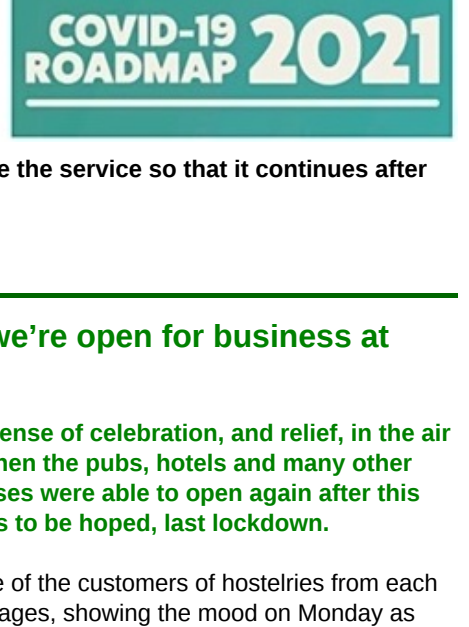 COVID-19
ROADMAP 2021
e the service so that it continues after
we’re open for business at
ense of celebration, and relief, in the air
hen the pubs, hotels and many other
ses were able to open again after this
s to be hoped, last lockdown.
e of the customers of hostelries from each
ages, showing the mood on Monday as